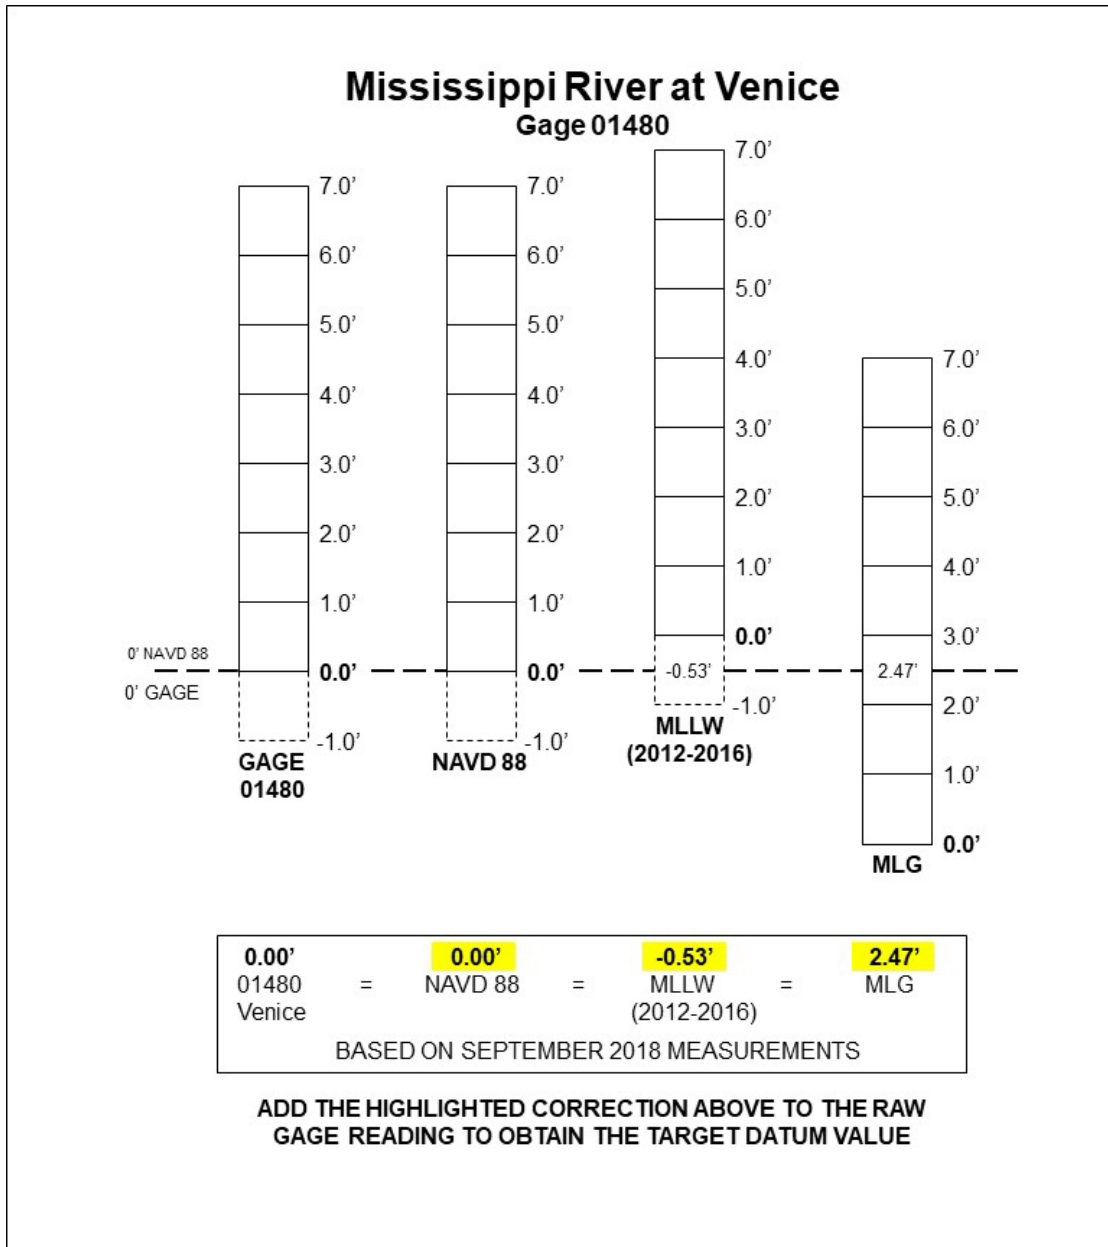 Mississippi River at Venice
Gage 01480
7.0’
7.0’ 7.0’
6.0’
6.0’ 6.0’
5.0’
5.0’ 5.0’
4.0’ 7.0’
4.0’ 4.0’
3.0’ 6.0’
3.0’ 3.0’
2.0’ 5.0’
2.0’ 2.0’
1.0’ 4.0’
1.0’ 1.0’
0.0’ 3.0’
0' NAVD 88
0.0’ 0.0’ -0.53’ 2.47’
0' GAGE
-1.0’ 2.0’
-1.0’ -1.0’
GAGE
01480
NAVD 88
MLLW
(2012-2016)
1.0’
0.0’
MLG
0.00’ 0.00’ -0.53’ 2.47’
01480 = NAVD 88 = MLLW = MLG
Venice (2012-2016)
BASED ON SEPTEMBER 2018 MEASUREMENTS
ADD THE HIGHLIGHTED CORRECTION ABOVE TO THE RAW
GAGE READING TO OBTAIN THE TARGET DATUM VALUE